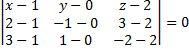 |x − 1  y − 0  z − 2|
|2 − 1  −1 − 0  3 − 2| = 0
|3 − 1  1 − 0  −2 − 2|